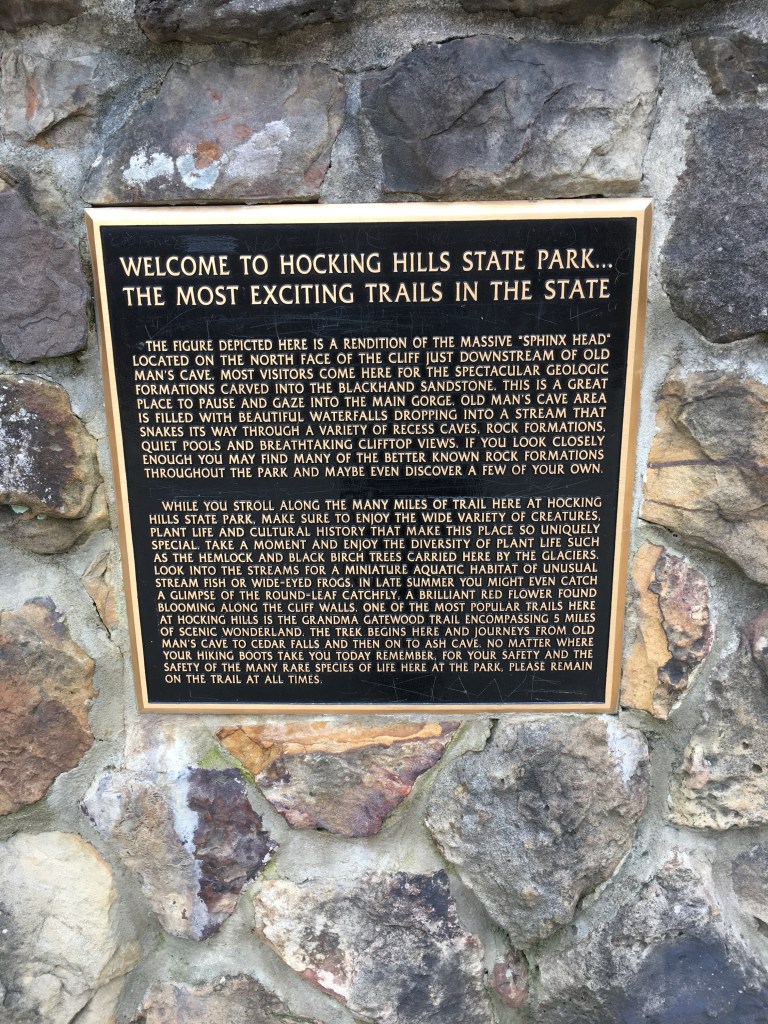 WELCOME TO HOCKING HILLS STATE PARK...
THE MOST EXCITING TRAILS IN THE STATE
THE FIGURE DEPICTED HERE IS A RENDITION OF THE MASSIVE "SPHINX HEAD"
LOCATED ON THE NORTH FACE OF THE CLIFF JUST DOWNSTREAM OF OLD
MAN'S CAVE. MOST VISITORS COME HERE FOR THE SPECTACULAR GEOLOGIC
FORMATIONS CARVED INTO THE BLACKHAND SANDSTONE. THIS IS A GREAT
PLACE TO PAUSE AND GAZE INTO THE MAIN GORGE. OLD MAN'S CAVE AREA
IS FILLED WITH BEAUTIFUL WATERFALLS DROPPING INTO A STREAM THAT
SNAKES ITS WAY THROUGH A VARIETY OF RECESS CAVES, ROCK FORMATIONS,
QUIET POOLS AND BREATHTAKING CLIFFTOP VIEWS. IF YOU LOOK CLOSELY
ENOUGH YOU MAY FIND MANY OF THE BETTER KNOWN ROCK FORMATIONS
THROUGHOUT THE PARK AND MAYBE EVEN DISCOVER A FEW OF YOUR OWN.
WHILE YOU STROLL ALONG THE MANY MILES OF TRAIL HERE AT HOCKING
HILLS STATE PARK, MAKE SURE TO ENJOY THE WIDE VARIETY OF CREATURES,
PLANT LIFE AND CULTURAL HISTORY THAT MAKE THIS PLACE SO UNIQUELY
SPECIAL. TAKE A MOMENT AND ENJOY THE DIVERSITY OF PLANT LIFE SUCH
AS THE HEMLOCK AND BLACK BIRCH TREES CARRIED HERE BY THE GLACIERS.
LOOK INTO THE STREAMS FOR A MINIATURE AQUATIC HABITAT OF UNUSUAL
STREAM FISH OR WIDE-EYED FROGS. IN LATE SUMMER YOU MIGHT EVEN CATCH
A GLIMPSE OF THE ROUND-LEAF CATCHFLY, A BRILLIANT RED FLOWER FOUND
BLOOMING ALONG THE CLIFF WALLS. ONE OF THE MOST POPULAR TRAILS HERE
AT HOCKING HILLS IS THE GRANDMA GATEWOOD TRAIL ENCOMPASSING 5 MILES
OF SCENIC WONDERLAND. THE TREK BEGINS HERE AND JOURNEYS FROM OLD
MAN'S CAVE TO CEDAR FALLS AND THEN ON TO ASH CAVE. NO MATTER WHERE
YOUR HIKING BOOTS TAKE YOU TODAY REMEMBER, FOR YOUR SAFETY AND THE
SAFETY OF THE MANY RARE SPECIES OF LIFE HERE AT THE PARK, PLEASE REMAIN
ON THE TRAIL AT ALL TIMES.